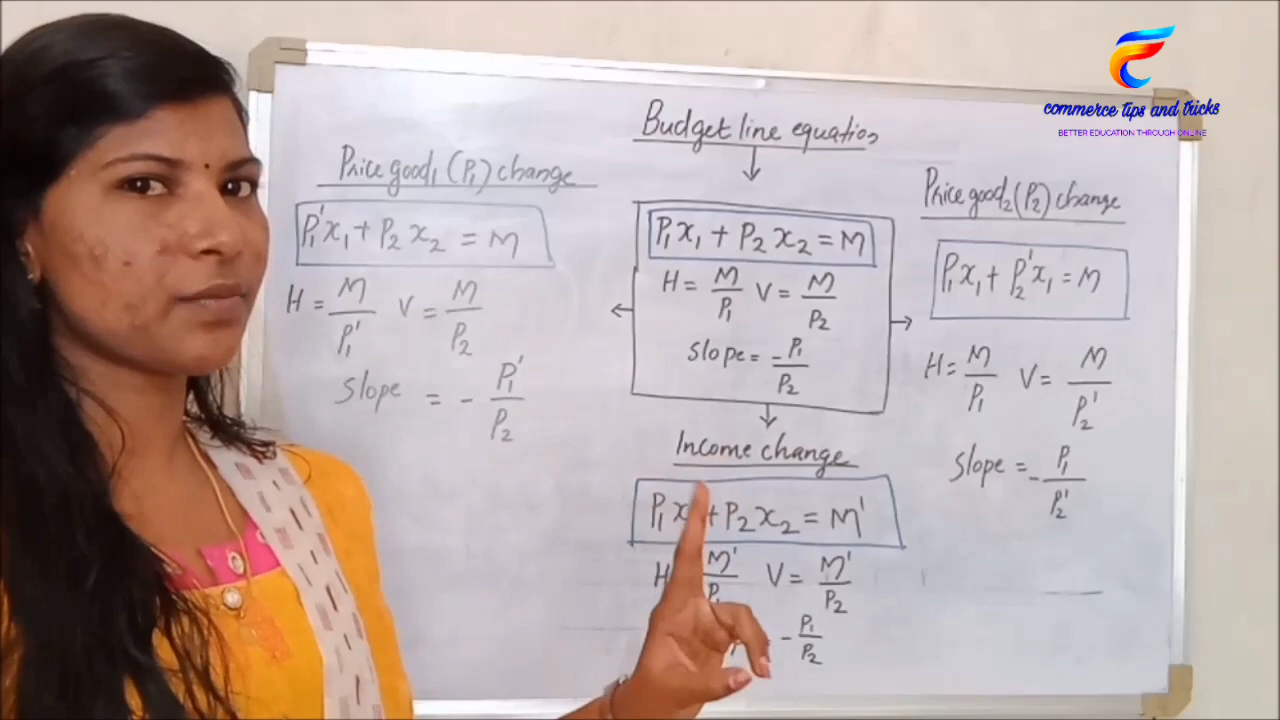 commerce tips and tricks
BETTER EDUCATION THROUGH ONLINE
Budget line equation
P₁x₁ + P₂x₂ = M
H = M/P₁ V = M/P₂
Slope = -P₁/P₂
Price good₁ (P₁) change
P₁'x₁ + P₂x₂ = M
H = M/P₁' V = M/P₂
Slope = -P₁'/P₂
Price good₂ (P₂) change
P₁x₁ + P₂'x₁ = M
H = M/P₁ V = M/P₂'
Slope = -P₁/P₂'
Income change
P₁x + P₂x₂ = M'
H M'/P₁ V = M'/P₂
-P₁/P₂